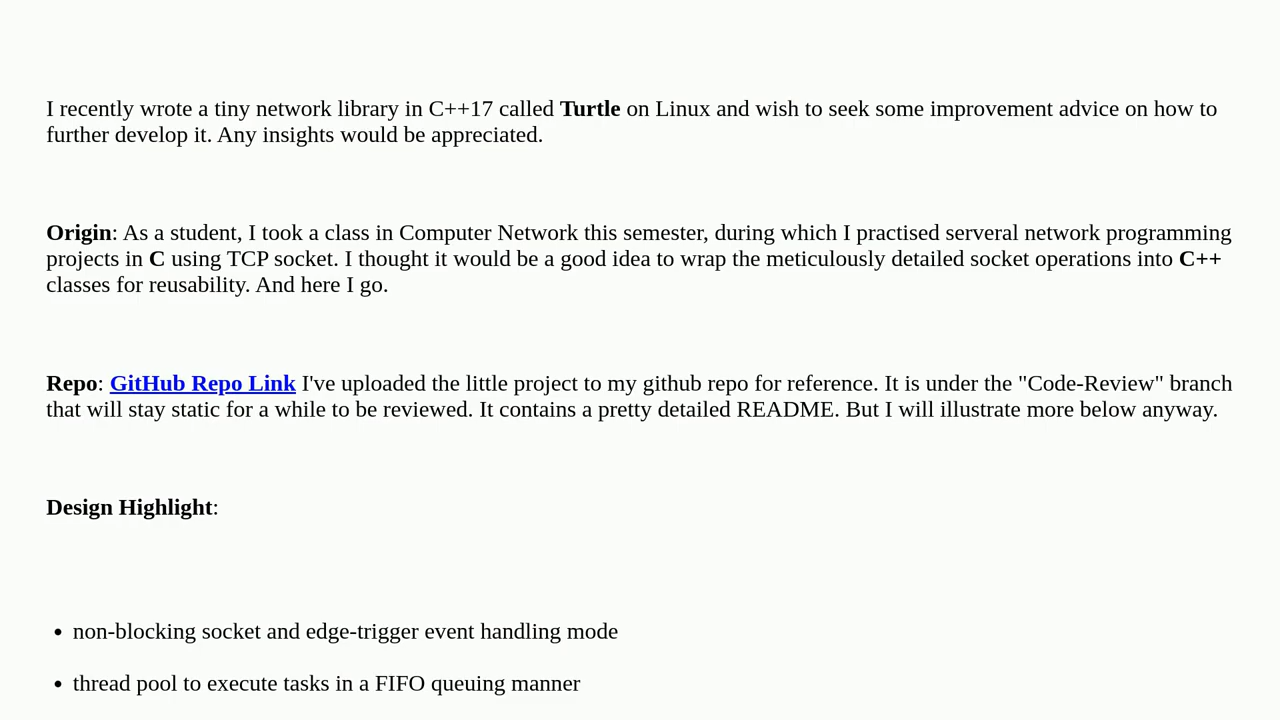 I recently wrote a tiny network library in C++17 called Turtle on Linux and wish to seek some improvement advice on how to
further develop it. Any insights would be appreciated.
Origin: As a student, I took a class in Computer Network this semester, during which I practised serveral network programming
projects in C using TCP socket. I thought it would be a good idea to wrap the meticulously detailed socket operations into C++
classes for reusability. And here I go.
Repo: GitHub Repo Link I've uploaded the little project to my github repo for reference. It is under the "Code-Review" branch
that will stay static for a while to be reviewed. It contains a pretty detailed README. But I will illustrate more below anyway.
Design Highlight:
• non-blocking socket and edge-trigger event handling mode
• thread pool to execute tasks in a FIFO queuing manner